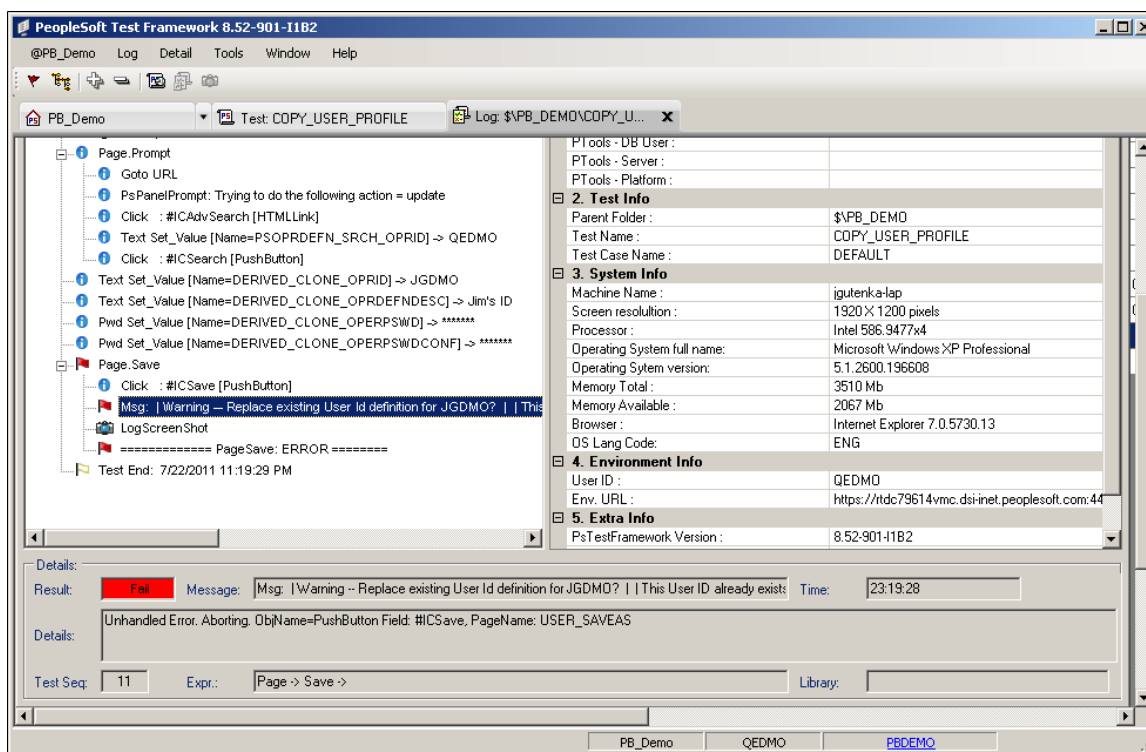 PeopleSoft Test Framework 8.52-901-I1B2
@PB_Demo Log Detail Tools Window Help
PB_Demo
Test: COPY_USER_PROFILE
Log: $\PB_DEMO\COPY_U... X
Page.Prompt
Goto URL
PsPanelPrompt: Trying to do the following action = update
Click : #ICAdvSearch [HTMLLink]
Text Set_Value [Name=PSOPRDEFN_SRCH_OPRID] -> QEDMO
Click : #ICSearch [PushButton]
Text Set_Value [Name=DERIVED_CLONE_OPRID] -> JGDMO
Text Set_Value [Name=DERIVED_CLONE_OPRDEFNDESC] -> Jim's ID
Pwd Set_Value [Name=DERIVED_CLONE_OPERPSWD] -> *******
Pwd Set_Value [Name=DERIVED_CLONE_OPERPSWDCONF] -> *******
Page.Save
Click : #ICSave [PushButton]
Msg: | Warning -- Replace existing User Id definition for JGDMO? | | This
LogScreenShot
============= PageSave: ERROR ========
Test End: 7/22/2011 11:19:29 PM
PTools - DB User :
PTools - Server :
PTools - Platform :
2. Test Info
Parent Folder : $\PB_DEMO
Test Name : COPY_USER_PROFILE
Test Case Name : DEFAULT
3. System Info
Machine Name : jgutenka-lap
Screen resolultion : 1920 X 1200 pixels
Processor : Intel 586.9477x4
Operating System full name: Microsoft Windows XP Professional
Operating Sytem version: 5.1.2600.196608
Memory Total : 3510 Mb
Memory Available : 2067 Mb
Browser : Internet Explorer 7.0.5730.13
OS Lang Code: ENG
4. Environment Info
User ID : QEDMO
Env. URL : https://rtdc79614vmc.dsi-inet.peoplesoft.com:44
5. Extra Info
PsTestFramework Version : 8.52-901-I1B2
Details:
Result: Fail Message: Msg: | Warning -- Replace existing User Id definition for JGDMO? | | This User ID already exists Time: 23:19:28
Details: Unhandled Error. Aborting. ObjName=PushButton Field: #ICSave, PageName: USER_SAVEAS
Test Seq: 11 Expr.: Page -> Save -> Library:
PB_Demo QEDMO PBDEMO